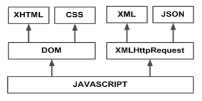 XHTML CSS XML JSON
DOM XMLHttpRequest
JAVASCRIPT